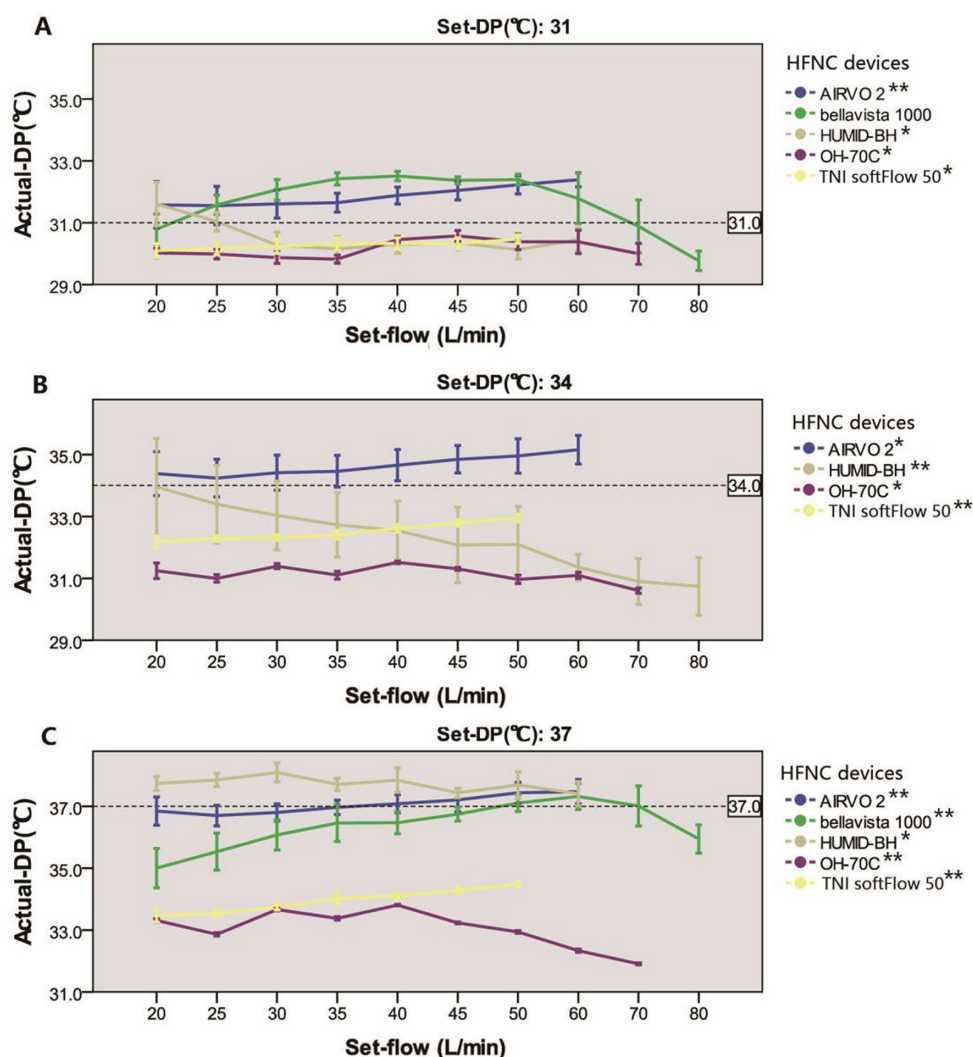 A
Set-DP(℃): 31
Actual-DP(℃)
35.0
33.0
31.0
29.0
31.0
20 25 30 35 40 45 50 60 70 80
Set-flow (L/min)
HFNC devices
AIRVO 2**
bellavista 1000
HUMID-BH*
OH-70C*
TNI softFlow 50*
B
Set-DP(℃): 34
Actual-DP(℃)
35.0
33.0
31.0
29.0
34.0
20 25 30 35 40 45 50 60 70 80
Set-flow (L/min)
HFNC devices
AIRVO 2*
HUMID-BH**
OH-70C*
TNI softFlow 50**
C
Set-DP(℃): 37
Actual-DP(℃)
37.0
35.0
33.0
31.0
37.0
20 25 30 35 40 45 50 60 70 80
Set-flow (L/min)
HFNC devices
AIRVO 2**
bellavista 1000**
HUMID-BH*
OH-70C**
TNI softFlow 50**